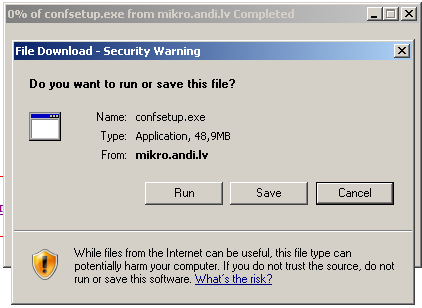 0% of confsetup.exe from mikro.andi.lv Completed
File Download - Security Warning
Do you want to run or save this file?
Name: confsetup.exe
Type: Application, 48,9MB
From: mikro.andi.lv
Run Save Cancel
While files from the Internet can be useful, this file type can
potentially harm your computer. If you do not trust the source, do not
run or save this software. What's the risk?